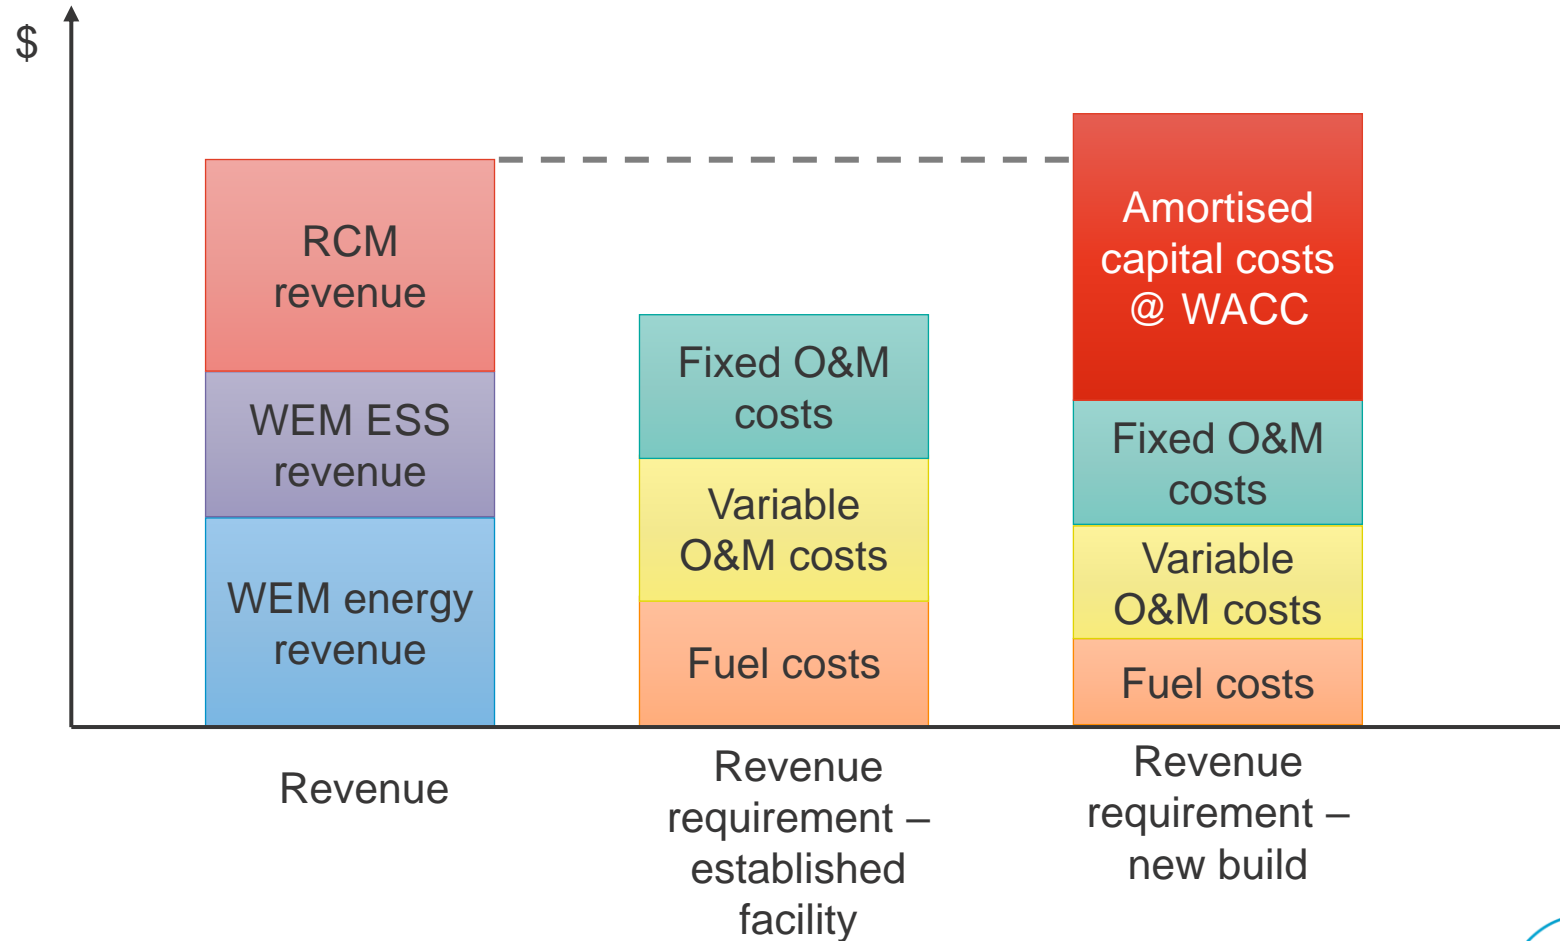 $
RCM
revenue
WEM ESS
revenue
WEM energy
revenue
Fixed O&M
costs
Variable
O&M costs
Fuel costs
Amortised
capital costs
@ WACC
Fixed O&M
costs
Variable
O&M costs
Fuel costs
Revenue
Revenue
requirement –
established
facility
Revenue
requirement –
new build